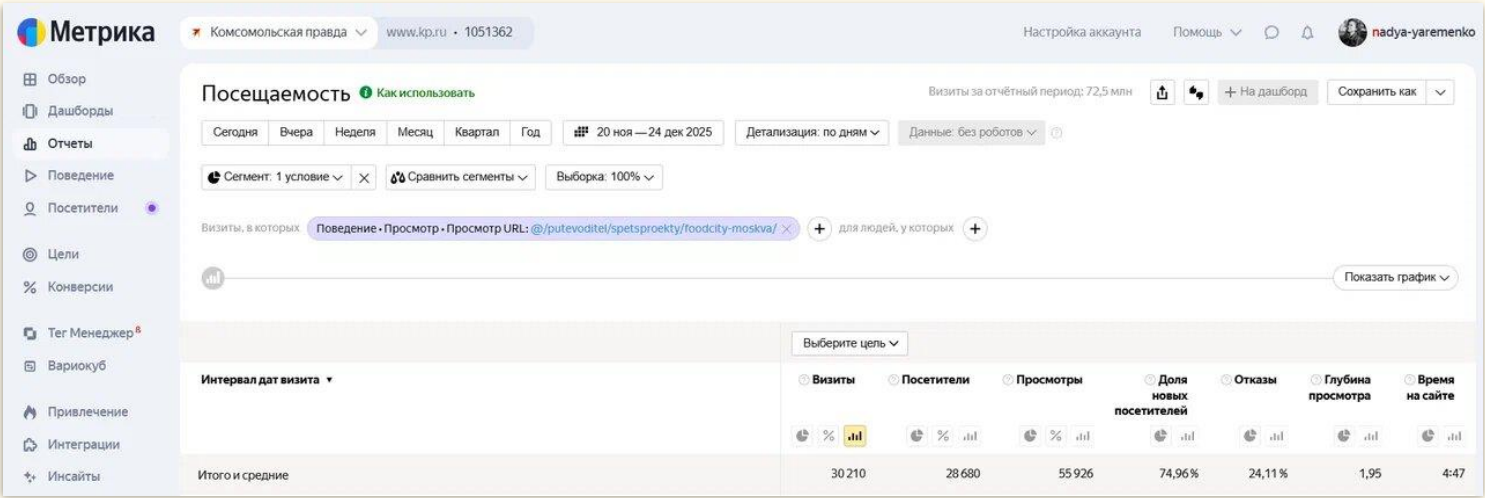 Метрика
Комсомольская правда www.kp.ru • 1051362
Настройка аккаунта Помощь nadya-yaremenko
Обзор
Дашборды
Отчеты
Поведение
Посетители
Цели
Конверсии
Тег Менеджер ß
Вариокуб
Привлечение
Интеграции
Инсайты
Посещаемость Как использовать
Визиты за отчётный период: 72,5 млн + На дашборд Сохранить как
Сегодня Вчера Неделя Месяц Квартал Год 20 ноя — 24 дек 2025 Детализация: по дням Данные: без роботов
Сегмент: 1 условие Сравнить сегменты Выборка: 100%
Визиты, в которых Поведение • Просмотр • Просмотр URL: @/putevoditel/spetsproekty/foodcity-moskva/ + для людей, у которых +
Показать график
Выберите цель
Интервал дат визита ▼ Визиты Посетители Просмотры Доля новых посетителей Отказы Глубина просмотра Время на сайте
% % %
Итого и средние 30 210 28 680 55 926 74,96 % 24,11 % 1,95 4:47